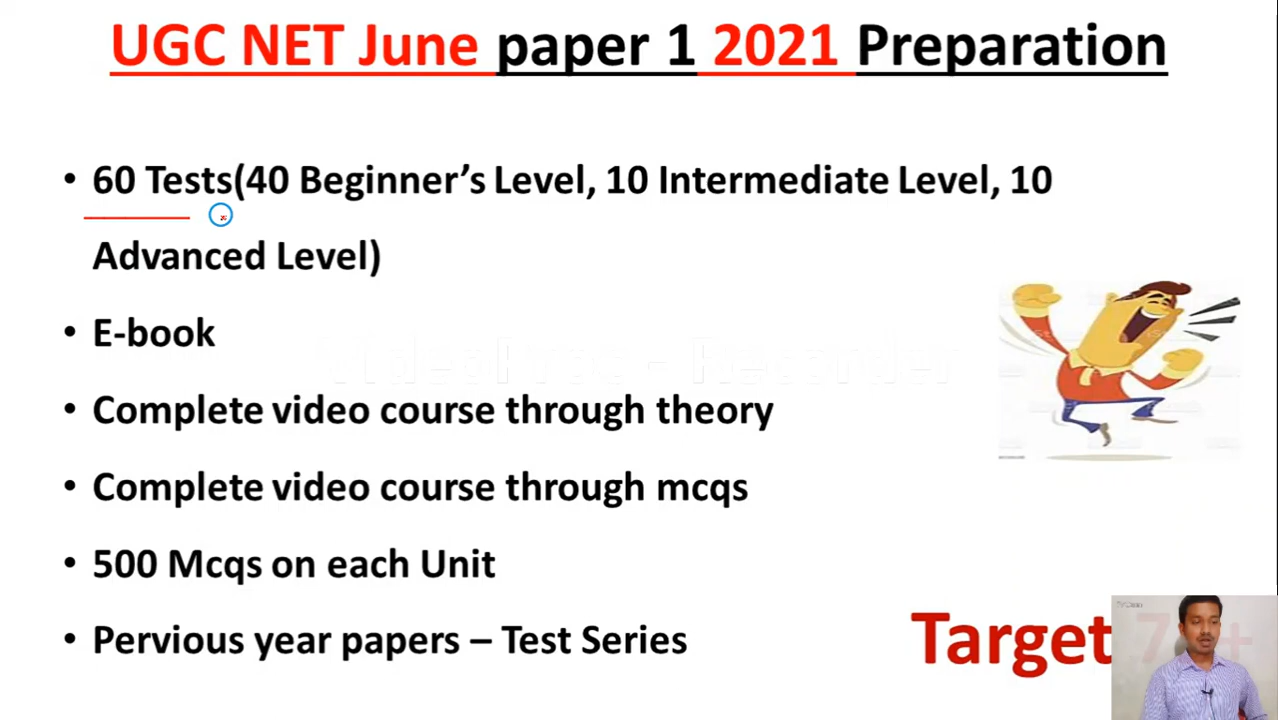 UGC NET June paper 1 2021 Preparation
• 60 Tests(40 Beginner’s Level, 10 Intermediate Level, 10
Advanced Level)
• E-book
• Complete video course through theory
• Complete video course through mcqs
• 500 Mcqs on each Unit
• Pervious year papers – Test Series
Target
VideoProc - Recorder